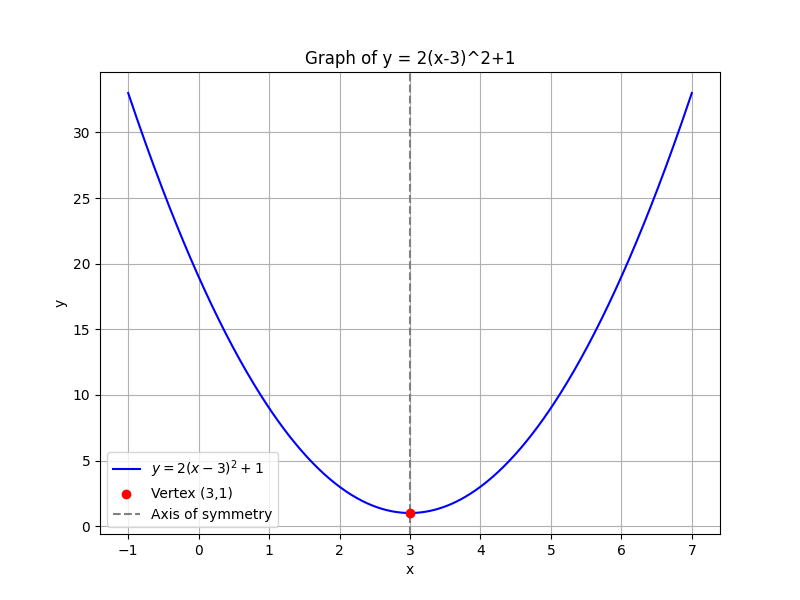 Graph of y = 2(x-3)^2+1
y
30
25
20
15
10
5
0
y = 2(x − 3)² + 1
Vertex (3,1)
Axis of symmetry
−1 0 1 2 3 4 5 6 7
x